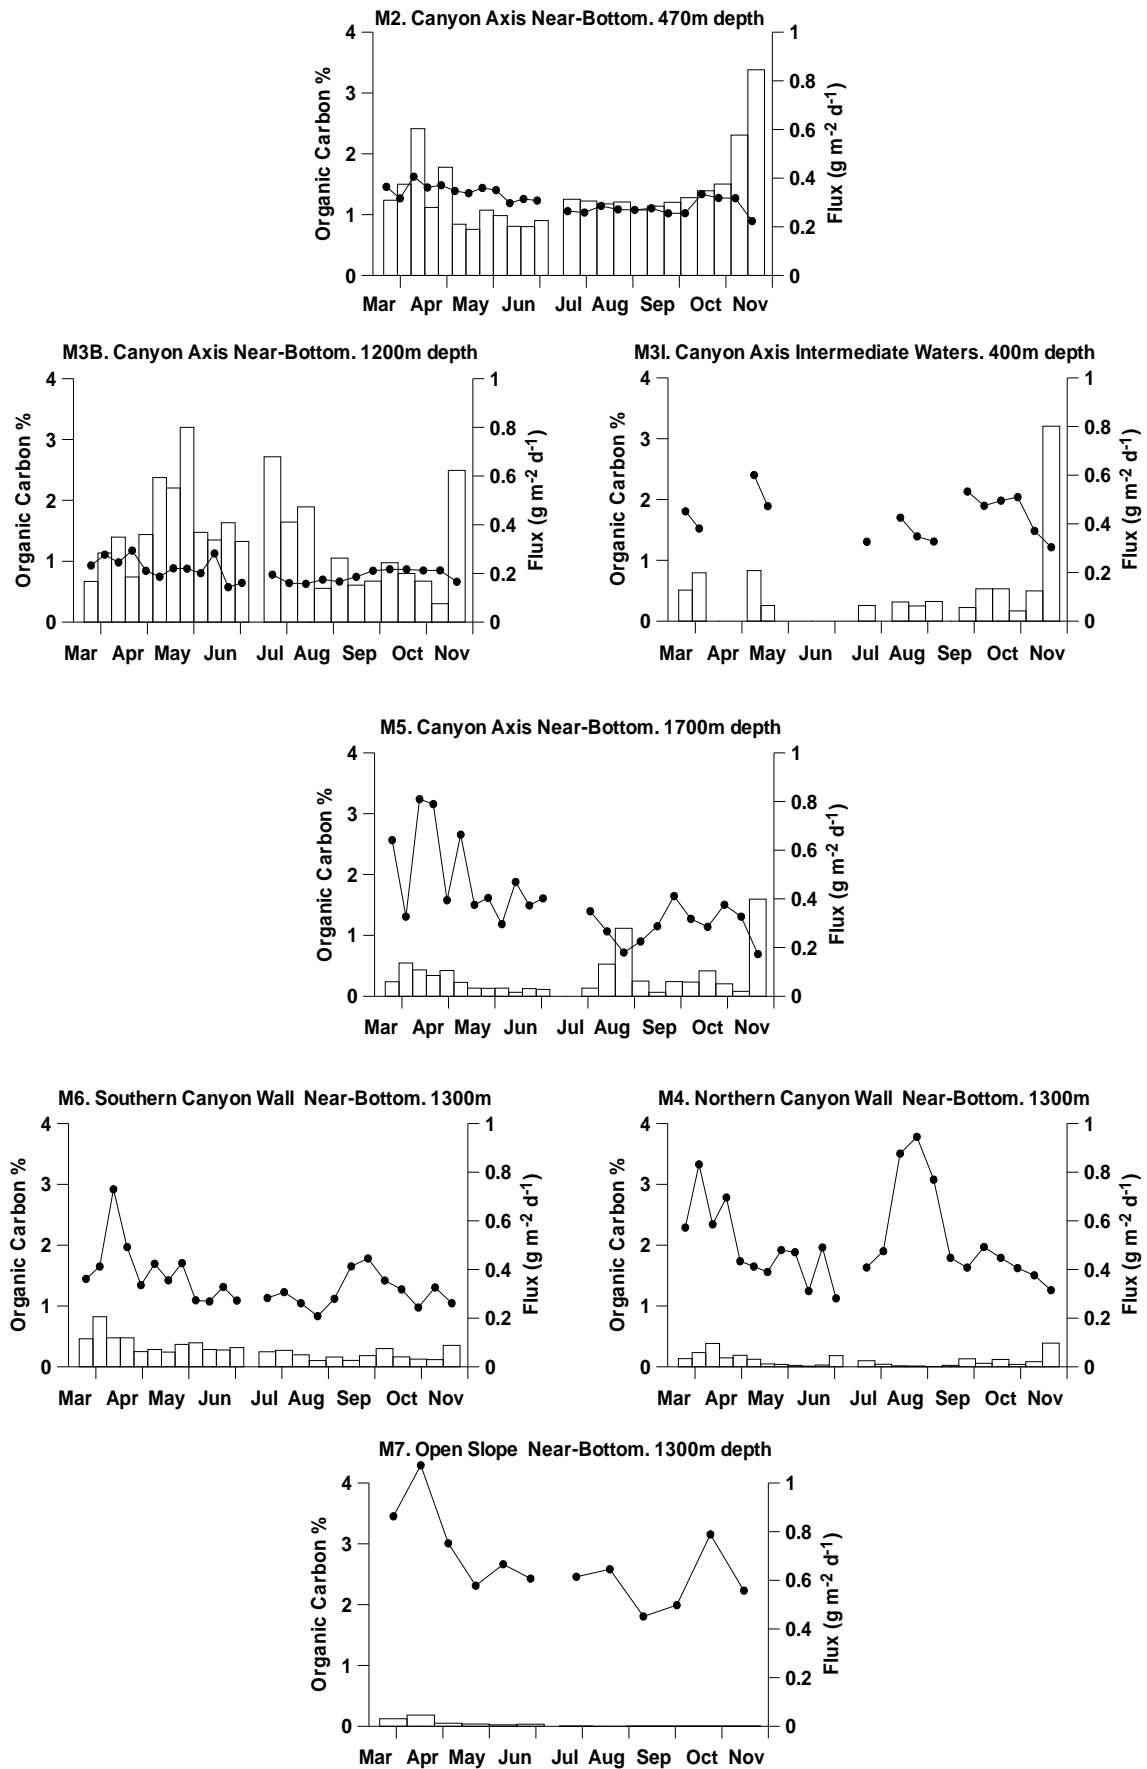 M2. Canyon Axis Near-Bottom. 470m depth
4
3
2
1
0
Organic Carbon %
1
0.8
0.6
0.4
0.2
0
Flux (g m-2 d-1)
Mar Apr May Jun Jul Aug Sep Oct Nov
M3B. Canyon Axis Near-Bottom. 1200m depth
4
3
2
1
0
Organic Carbon %
1
0.8
0.6
0.4
0.2
0
Flux (g m-2 d-1)
Mar Apr May Jun Jul Aug Sep Oct Nov
M3I. Canyon Axis Intermediate Waters. 400m depth
4
3
2
1
0
Organic Carbon %
1
0.8
0.6
0.4
0.2
0
Flux (g m-2 d-1)
Mar Apr May Jun Jul Aug Sep Oct Nov
M5. Canyon Axis Near-Bottom. 1700m depth
4
3
2
1
0
Organic Carbon %
1
0.8
0.6
0.4
0.2
0
Flux (g m-2 d-1)
Mar Apr May Jun Jul Aug Sep Oct Nov
M6. Southern Canyon Wall Near-Bottom. 1300m
4
3
2
1
0
Organic Carbon %
1
0.8
0.6
0.4
0.2
0
Flux (g m-2 d-1)
Mar Apr May Jun Jul Aug Sep Oct Nov
M4. Northern Canyon Wall Near-Bottom. 1300m
4
3
2
1
0
Organic Carbon %
1
0.8
0.6
0.4
0.2
0
Flux (g m-2 d-1)
Mar Apr May Jun Jul Aug Sep Oct Nov
M7. Open Slope Near-Bottom. 1300m depth
4
3
2
1
0
Organic Carbon %
1
0.8
0.6
0.4
0.2
0
Flux (g m-2 d-1)
Mar Apr May Jun Jul Aug Sep Oct Nov